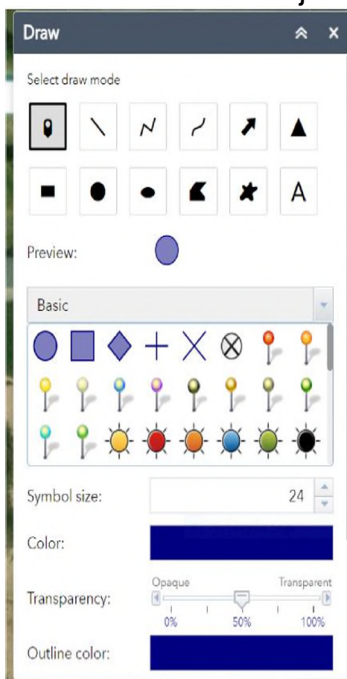 Draw
Select draw mode
A
Preview:
Basic
Symbol size: 24
Color:
Opaque Transparent
Transparency:
0% 50% 100%
Outline color: